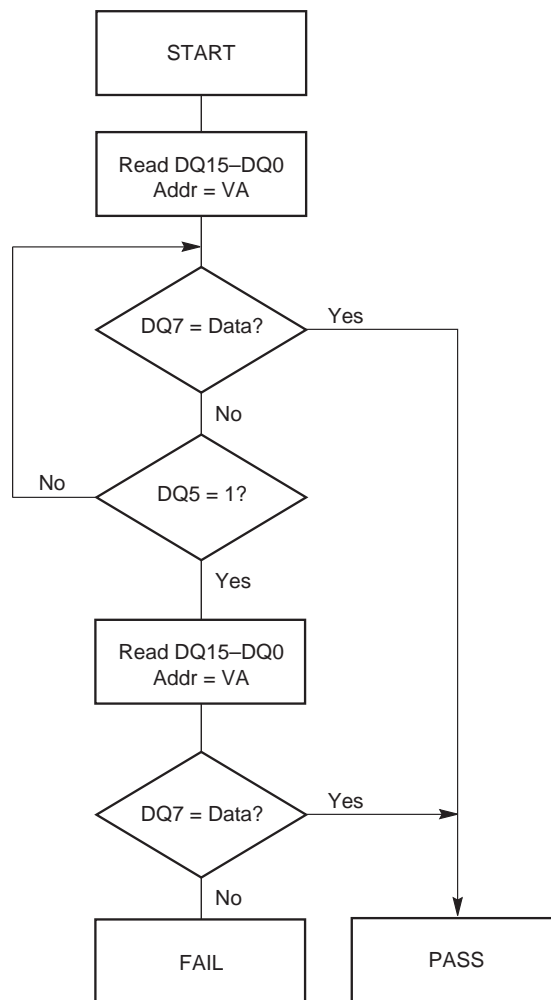 START
Read DQ15–DQ0
Addr = VA
DQ7 = Data?
Yes
No
No
DQ5 = 1?
Yes
Read DQ15–DQ0
Addr = VA
DQ7 = Data?
Yes
No
FAIL
PASS